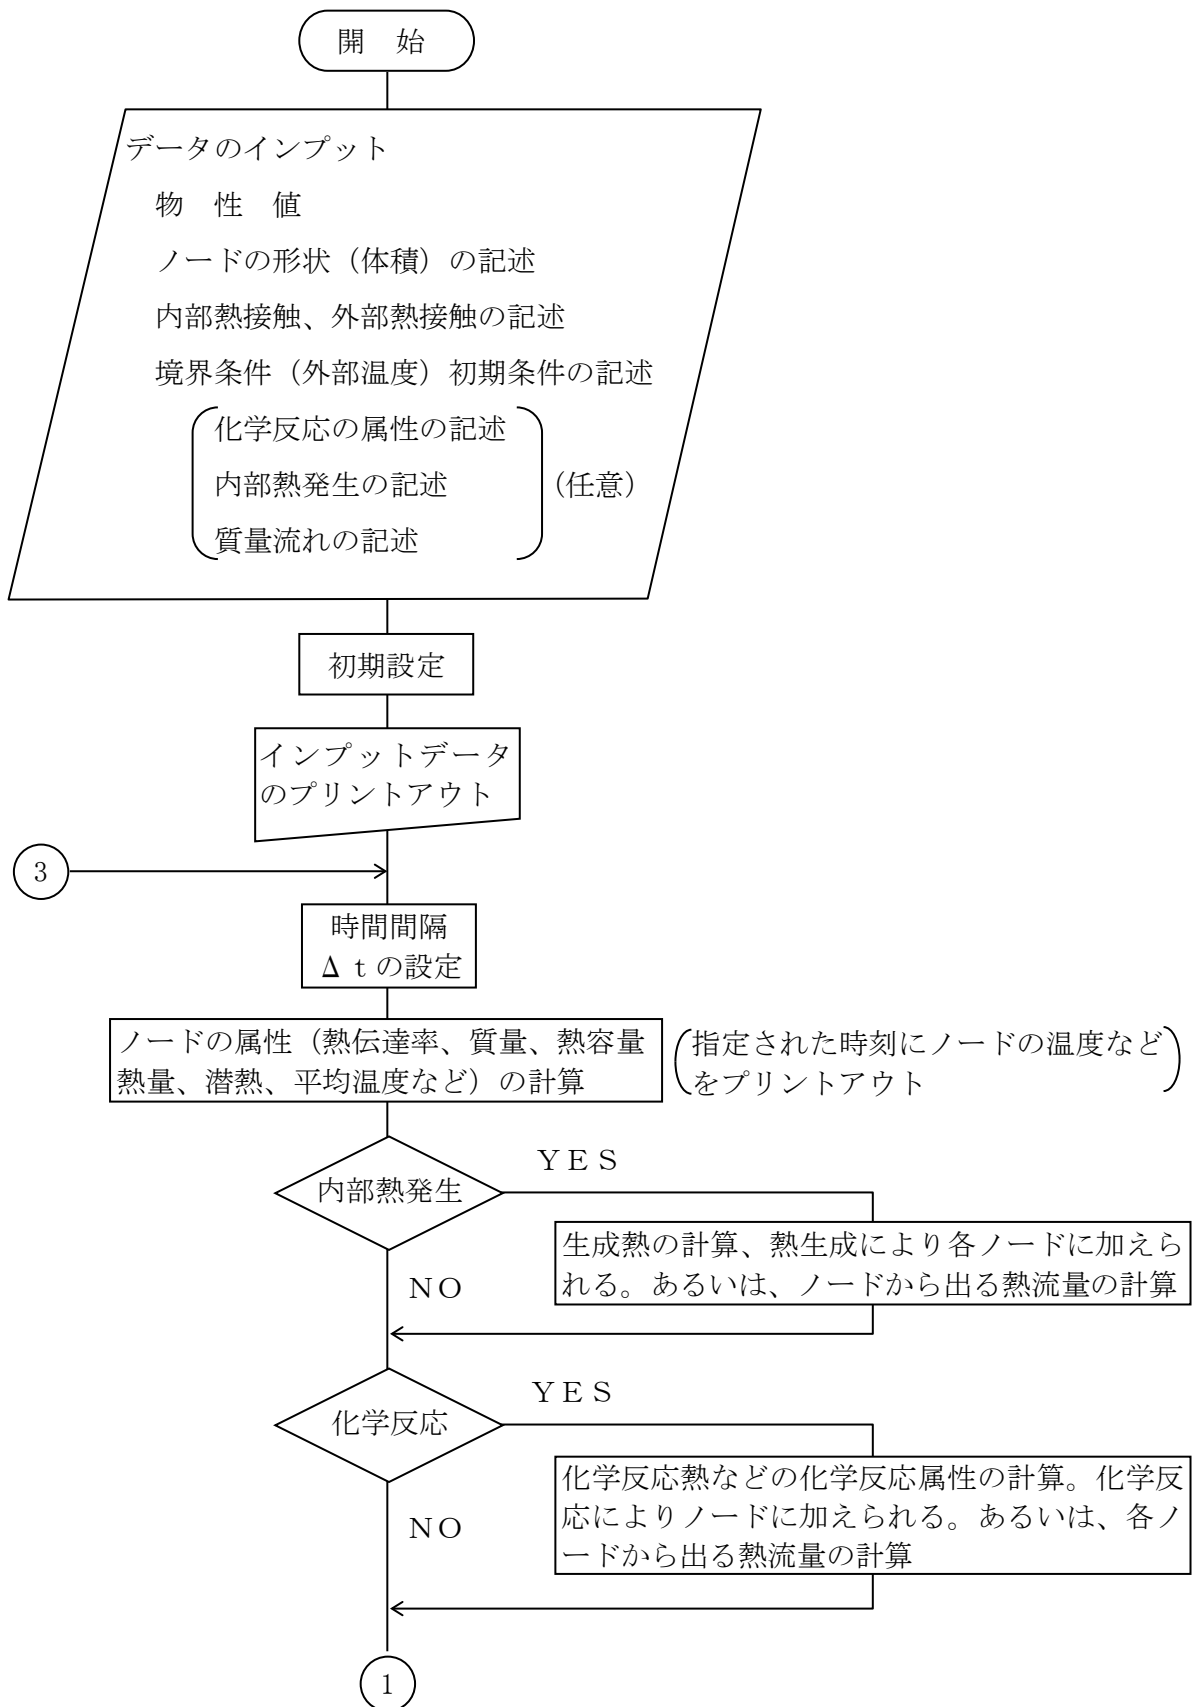 開　始
データのインプット
物　性　値
ノードの形状（体積）の記述
内部熱接触、外部熱接触の記述
境界条件（外部温度）初期条件の記述
化学反応の属性の記述
内部熱発生の記述
（任意）
質量流れの記述
初期設定
インプットデータ
のプリントアウト
3
時間間隔
Δｔの設定
ノードの属性（熱伝達率、質量、熱容量
熱量、潜熱、平均温度など）の計算
指定された時刻にノードの温度など
をプリントアウト
ＹＥＳ
内部熱発生
生成熱の計算、熱生成により各ノードに加えら
れる。あるいは、ノードから出る熱流量の計算
ＮＯ
ＹＥＳ
化学反応
化学反応熱などの化学反応属性の計算。化学反
応によりノードに加えられる。あるいは、各ノ
ードから出る熱流量の計算
ＮＯ
1